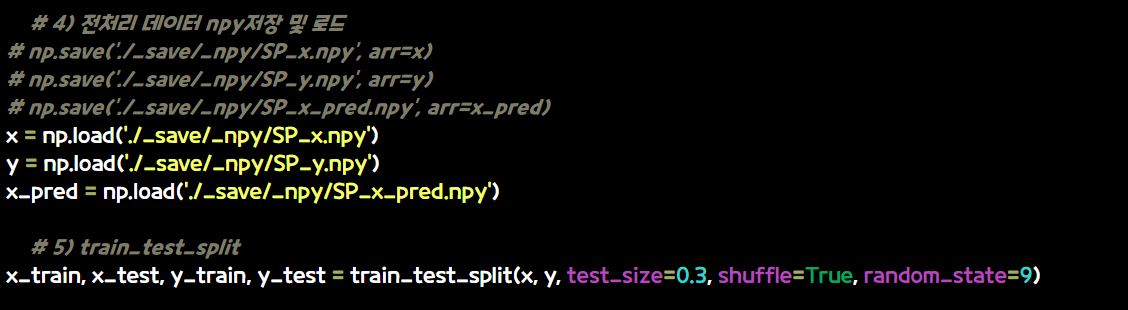 # 4) 전처리 데이터 npy저장 및 로드
# np.save('./_save/_npy/SP_x.npy', arr=x)
# np.save('./_save/_npy/SP_y.npy', arr=y)
# np.save('./_save/_npy/SP_x_pred.npy', arr=x_pred)
x = np.load('./_save/_npy/SP_x.npy')
y = np.load('./_save/_npy/SP_y.npy')
x_pred = np.load('./_save/_npy/SP_x_pred.npy')
# 5) train_test_split
x_train, x_test, y_train, y_test = train_test_split(x, y, test_size=0.3, shuffle=True, random_state=9)